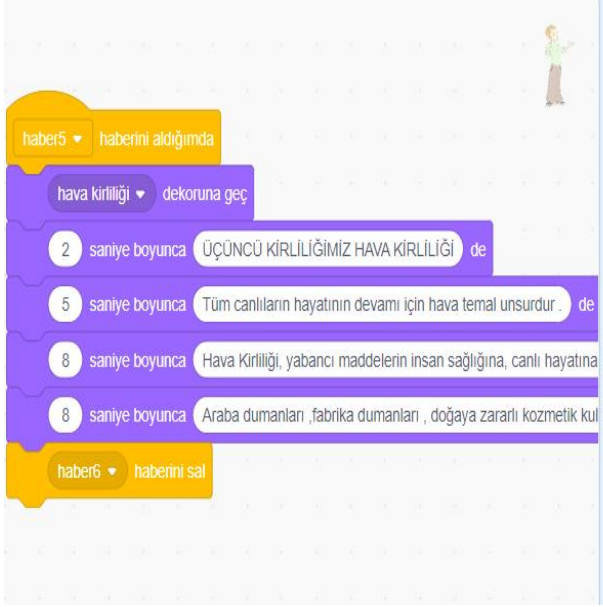 haber5 haberini aldığımda
hava kirliliği dekoruna geç
2 saniye boyunca ÜÇÜNCÜ KİRLİLİĞİMİZ HAVA KİRLİLİĞİ de
5 saniye boyunca Tüm canlıların hayatının devamı için hava temal unsurdur . de
8 saniye boyunca Hava Kirliliği, yabancı maddelerin insan sağlığına, canlı hayatına
8 saniye boyunca Araba dumanları ,fabrika dumanları , doğaya zararlı kozmetik kul
haber6 haberini sal